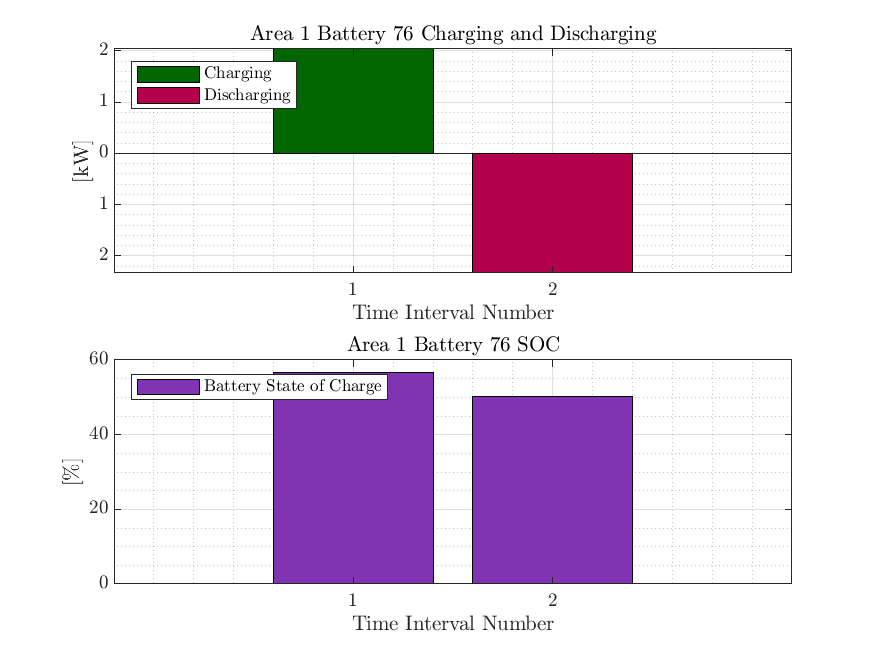 Area 1 Battery 76 Charging and Discharging
2
1
0
1
2
[kW]
Charging
Discharging
1 2
Time Interval Number
Area 1 Battery 76 SOC
60
40
20
0
[%]
Battery State of Charge
1 2
Time Interval Number